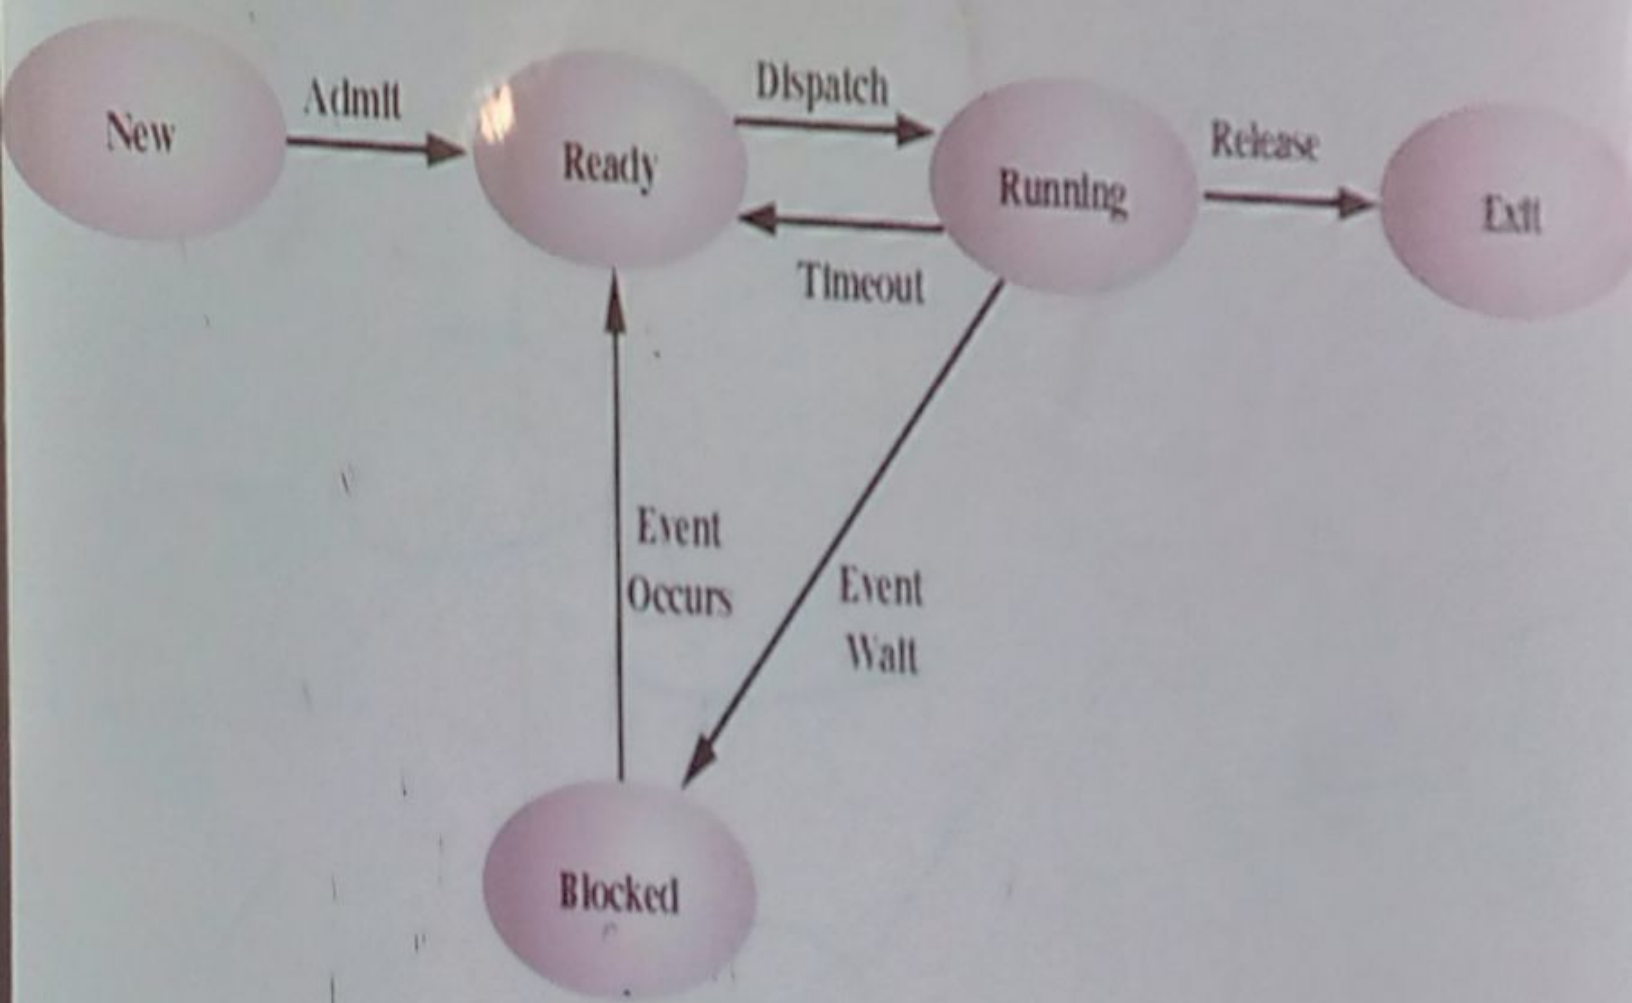 New
Admit
Ready
Dispatch
Running
Release
Exit
Timeout
Event
Occurs
Event
Wait
Blocked